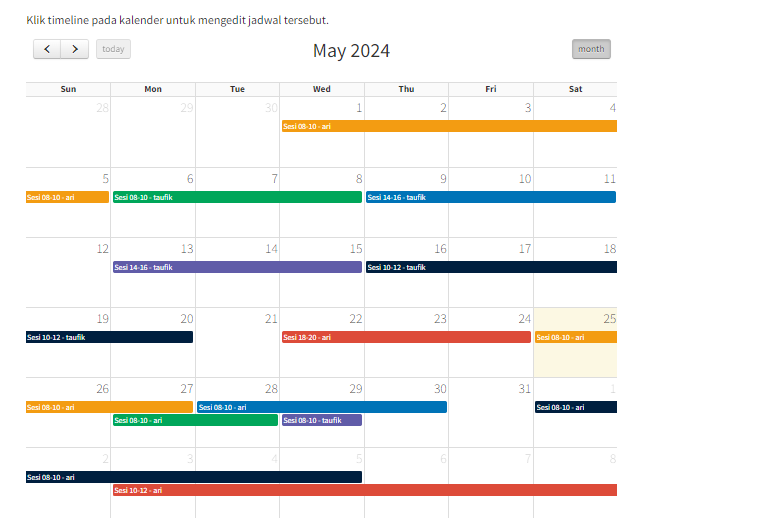 Klik timeline pada kalender untuk mengedit jadwal tersebut.
today May 2024 month
Sun Mon Tue Wed Thu Fri Sat
28 29 30 1 2 3 4
Sesi 08-10 - ari
5 6 7 8 9 10 11
Sesi 08-10 - ari Sesi 08-10 - taufik Sesi 14-16 - taufik
12 13 14 15 16 17 18
Sesi 14-16 - taufik Sesi 10-12 - taufik
19 20 21 22 23 24 25
Sesi 10-12 - taufik Sesi 18-20 - ari Sesi 08-10 - ari
26 27 28 29 30 31 1
Sesi 08-10 - ari Sesi 08-10 - ari Sesi 08-10 - ari
Sesi 08-10 - ari Sesi 08-10 - taufik
2 3 4 5 6 7 8
Sesi 08-10 - ari
Sesi 10-12 - ari